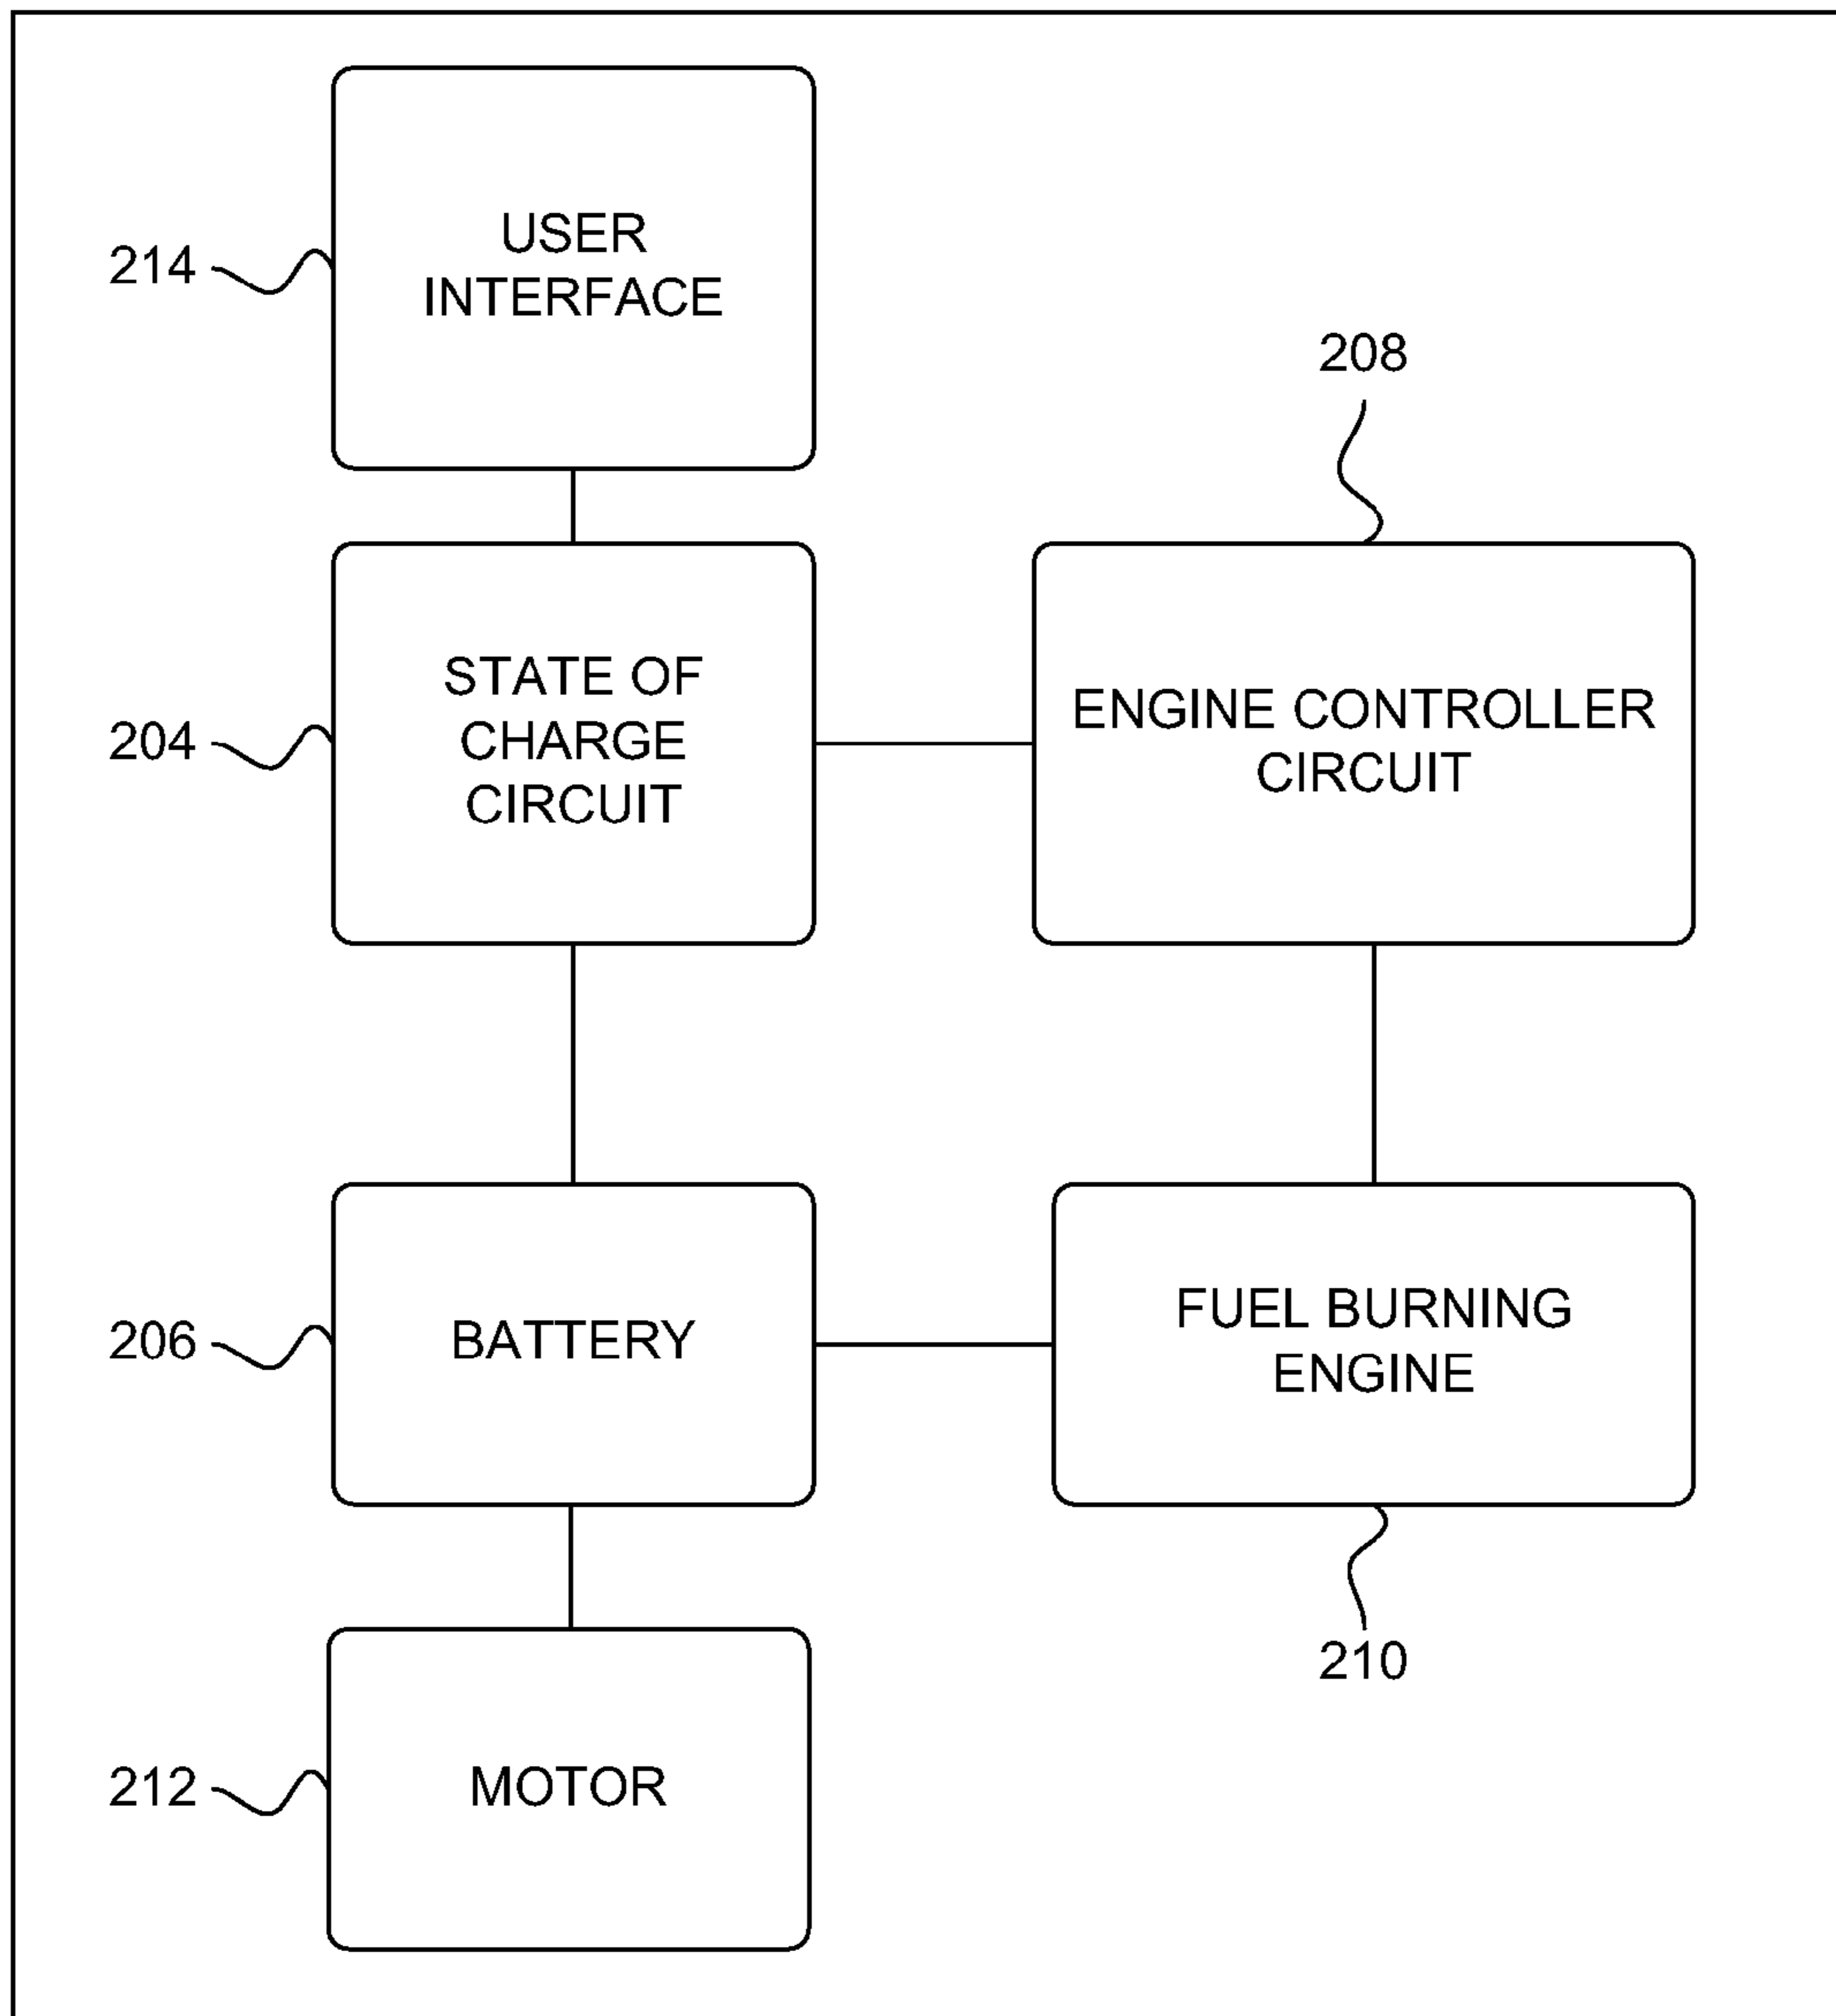 USER
INTERFACE
214
208
STATE OF
CHARGE
CIRCUIT
204
ENGINE CONTROLLER
CIRCUIT
BATTERY
206
FUEL BURNING
ENGINE
210
MOTOR
212